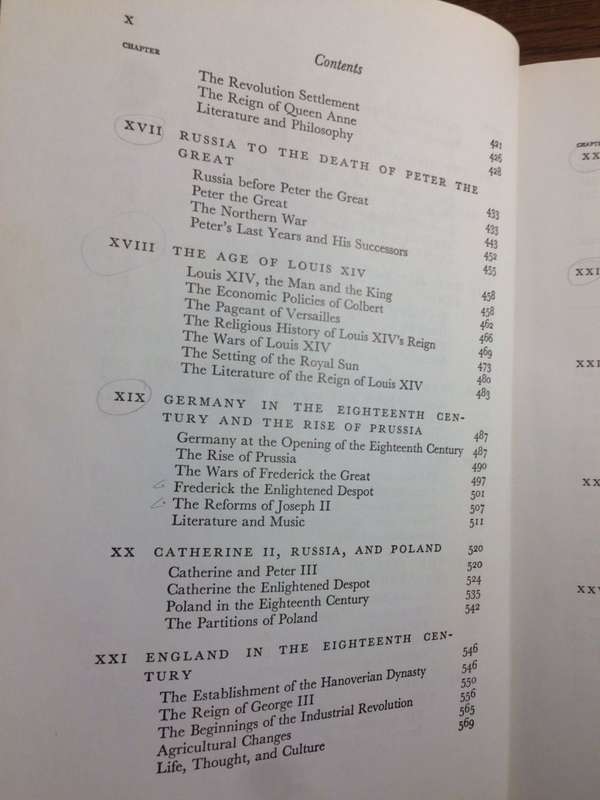 X
Contents
CHAPTER
The Revolution Settlement 421
The Reign of Queen Anne 426
Literature and Philosophy 428
XVII RUSSIA TO THE DEATH OF PETER THE
GREAT 433
Russia before Peter the Great 433
Peter the Great 443
The Northern War 452
Peter's Last Years and His Successors 455
XVIII THE AGE OF LOUIS XIV 458
Louis XIV, the Man and the King 458
The Economic Policies of Colbert 462
The Pageant of Versailles 466
The Religious History of Louis XIV's Reign 469
The Wars of Louis XIV 473
The Setting of the Royal Sun 480
The Literature of the Reign of Louis XIV 483
XIX GERMANY IN THE EIGHTEENTH CEN-
TURY AND THE RISE OF PRUSSIA 487
Germany at the Opening of the Eighteenth Century 487
The Rise of Prussia 490
The Wars of Frederick the Great 497
Frederick the Enlightened Despot 501
The Reforms of Joseph II 507
Literature and Music 511
XX CATHERINE II, RUSSIA, AND POLAND 520
Catherine and Peter III 520
Catherine the Enlightened Despot 524
Poland in the Eighteenth Century 535
The Partitions of Poland 542
XXI ENGLAND IN THE EIGHTEENTH CEN-
TURY 546
The Establishment of the Hanoverian Dynasty 546
The Reign of George III 550
The Beginnings of the Industrial Revolution 556
Agricultural Changes 565
Life, Thought, and Culture 569